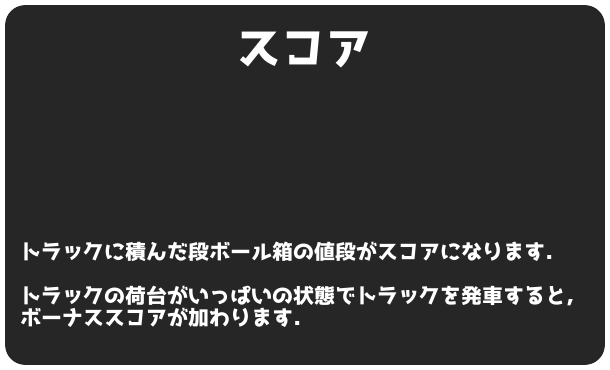 スコア
トラックに積んだ段ボール箱の値段がスコアになります.
トラックの荷台がいっぱいの状態でトラックを発車すると,
ボーナススコアが加わります.